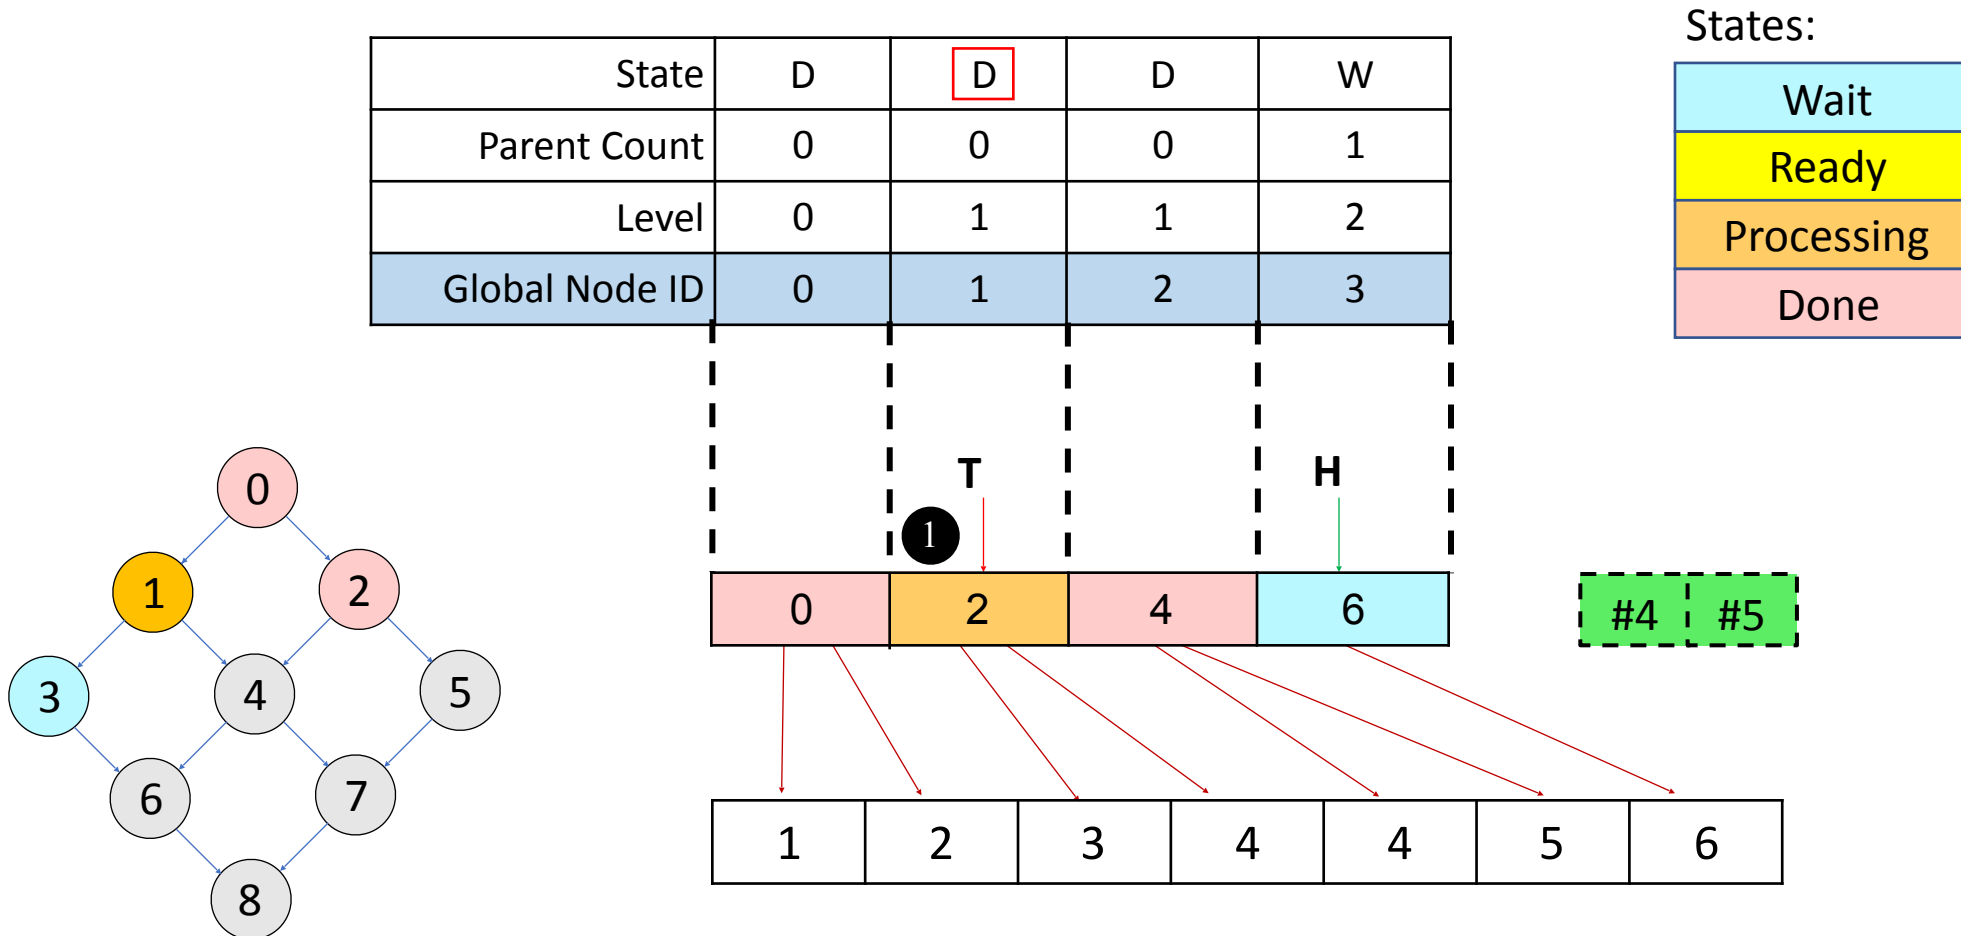 States:
State D D D W
Parent Count 0 0 0 1
Level 0 1 1 2
Global Node ID 0 1 2 3
Wait
Ready
Processing
Done
T H
1
0 2 4 6
#4 #5
1 2 3 4 4 5 6
0
1 2
3 4 5
6 7
8